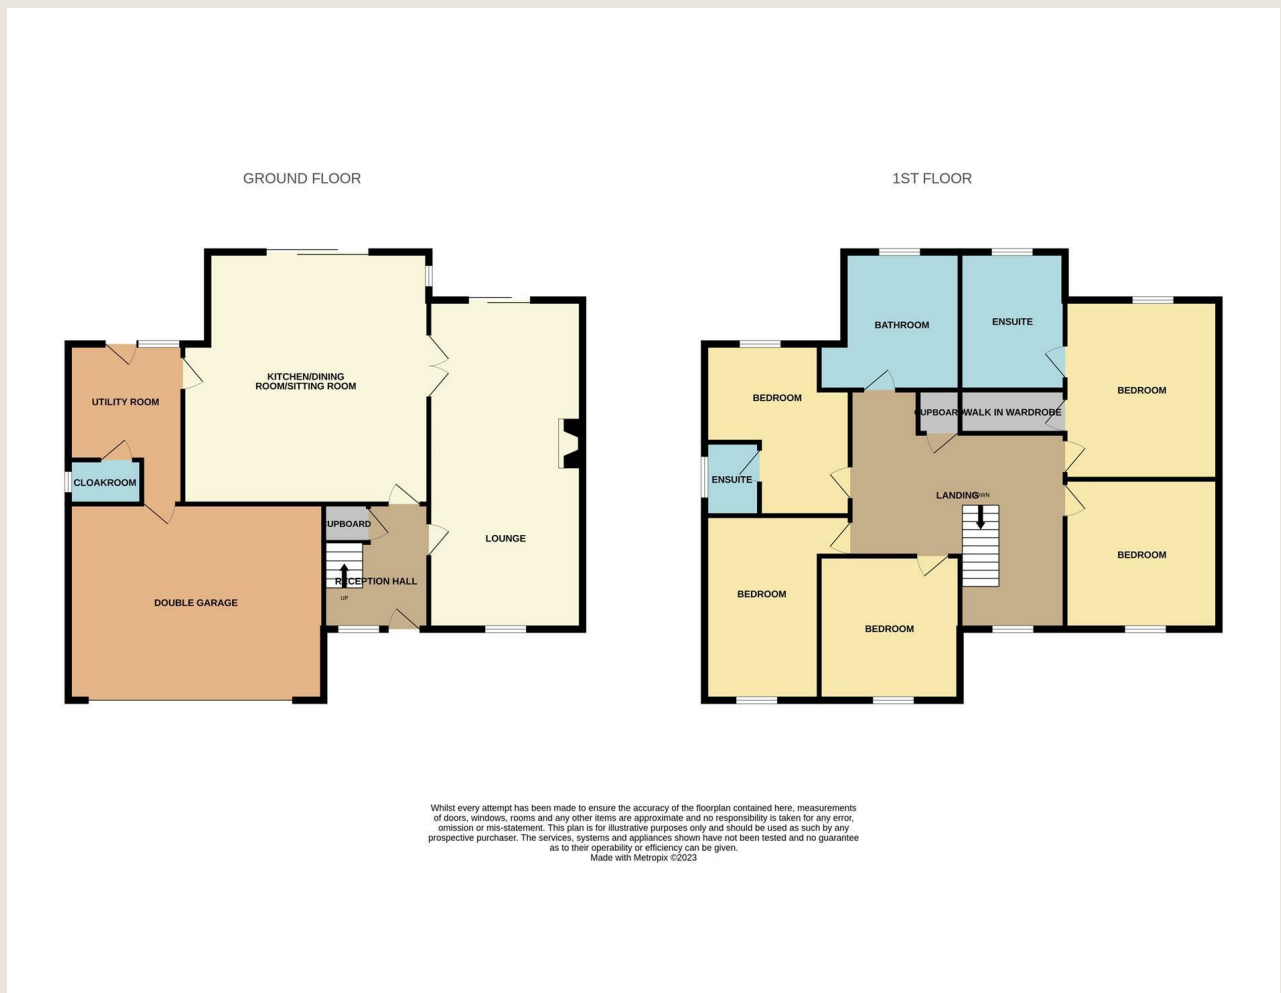 GROUND FLOOR
1ST FLOOR
KITCHEN/DINING
ROOM/SITTING ROOM
UTILITY ROOM
CLOAKROOM
CUPBOARD
LOUNGE
RECEPTION HALL
UP
DOUBLE GARAGE
BATHROOM
ENSUITE
BEDROOM
BEDROOM
CUPBOARD
WALK IN WARDROBE
ENSUITE
LANDING
DOWN
BEDROOM
BEDROOM
BEDROOM
Whilst every attempt has been made to ensure the accuracy of the floorplan contained here, measurements
of doors, windows, rooms and any other items are approximate and no responsibility is taken for any error,
omission or mis-statement. This plan is for illustrative purposes only and should be used as such by any
prospective purchaser. The services, systems and appliances shown have not been tested and no guarantee
as to their operability or efficiency can be given.
Made with Metropix ©2023